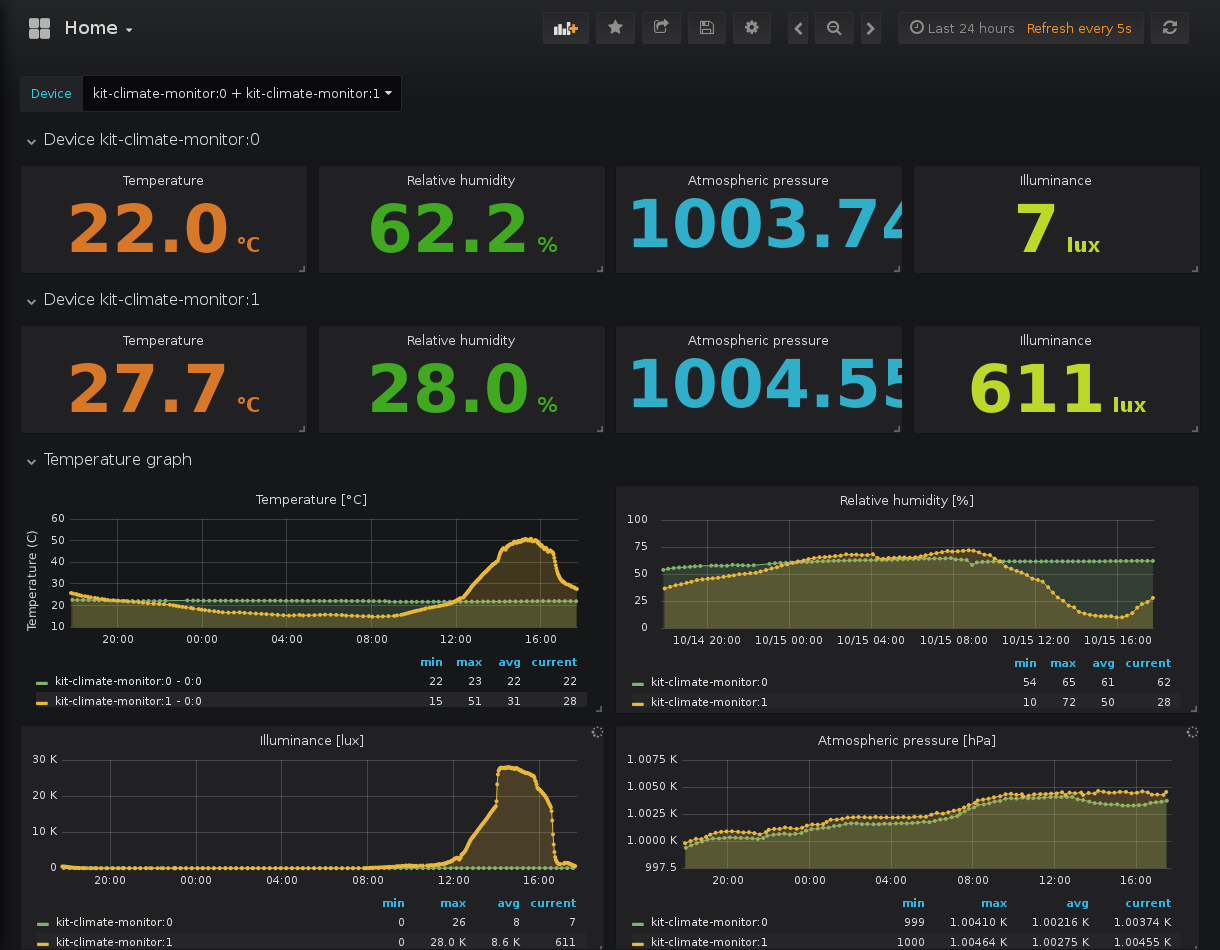 Home
Last 24 hours Refresh every 5s
Device kit-climate-monitor:0 + kit-climate-monitor:1
Device kit-climate-monitor:0
Temperature Relative humidity Atmospheric pressure Illuminance
22.0 °C 62.2 % 1003.74 7 lux
Device kit-climate-monitor:1
Temperature Relative humidity Atmospheric pressure Illuminance
27.7 °C 28.0 % 1004.55 611 lux
Temperature graph
Temperature [°C]
Temperature (C)
60
50
40
30
20
10
20:00 00:00 04:00 08:00 12:00 16:00
min max avg current
kit-climate-monitor:0 - 0:0 22 23 22 22
kit-climate-monitor:1 - 0:0 15 51 31 28
Relative humidity [%]
100
75
50
25
0
10/14 20:00 10/15 00:00 10/15 04:00 10/15 08:00 10/15 12:00 10/15 16:00
min max avg current
kit-climate-monitor:0 54 65 61 62
kit-climate-monitor:1 10 72 50 28
Illuminance [lux]
30 K
20 K
10 K
0
20:00 00:00 04:00 08:00 12:00 16:00
min max avg current
kit-climate-monitor:0 0 26 8 7
kit-climate-monitor:1 0 28.0 K 8.6 K 611
Atmospheric pressure [hPa]
1.0075 K
1.0050 K
1.0025 K
1.0000 K
997.5
20:00 00:00 04:00 08:00 12:00 16:00
min max avg current
kit-climate-monitor:0 999 1.00410 K 1.00216 K 1.00374 K
kit-climate-monitor:1 1000 1.00464 K 1.00275 K 1.00455 K